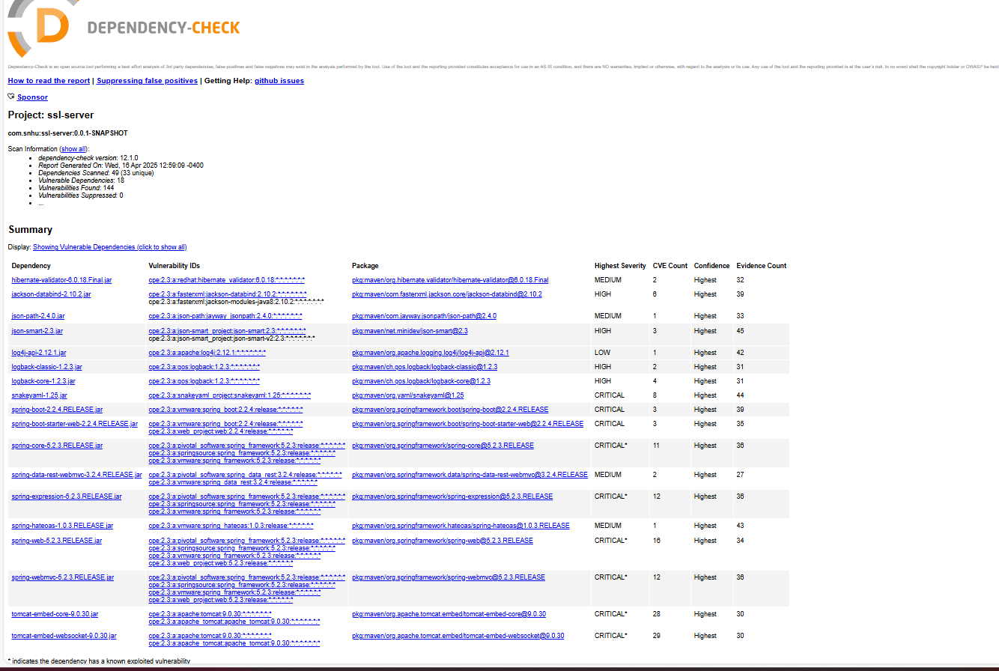 DEPENDENCY-CHECK
Dependency-Check is an open source tool performing a best effort analysis of 3rd party dependencies; false positives and false negatives may exist in the analysis performed by the tool. Use of the tool and the reporting provided constitutes acceptance for use in an AS IS condition, and there are NO warranties, implied or otherwise, with regard to the analysis or its use. Any use of the tool and the reporting provided is at the user's risk. In no event shall the copyright holder or OWASP be held
How to read the report | Suppressing false positives | Getting Help: github issues
Sponsor
Project: ssl-server
com.snhu:ssl-server:0.0.1-SNAPSHOT
Scan Information (show all):
• dependency-check version: 12.1.0
• Report Generated On: Wed, 16 Apr 2025 12:59:09 -0400
• Dependencies Scanned: 49 (33 unique)
• Vulnerable Dependencies: 18
• Vulnerabilities Found: 144
• Vulnerabilities Suppressed: 0
• ...
Summary
Display: Showing Vulnerable Dependencies (click to show all)
Dependency Vulnerability IDs Package Highest Severity CVE Count Confidence Evidence Count
hibernate-validator-6.0.18.Final.jar cpe:2.3:a:redhat:hibernate_validator:6.0.18:*:*:*:*:*:*:* pkg:maven/org.hibernate.validator/hibernate-validator@6.0.18.Final MEDIUM 2 Highest 32
jackson-databind-2.10.2.jar cpe:2.3:a:fasterxml:jackson-databind:2.10.2:*:*:*:*:*:*:* pkg:maven/com.fasterxml.jackson.core/jackson-databind@2.10.2 HIGH 6 Highest 39
cpe:2.3:a:fasterxml:jackson-modules-java8:2.10.2:*:*:*:*:*:*:*
json-path-2.4.0.jar cpe:2.3:a:json-path:jayway_jsonpath:2.4.0:*:*:*:*:*:*:* pkg:maven/com.jayway.jsonpath/json-path@2.4.0 MEDIUM 1 Highest 33
json-smart-2.3.jar cpe:2.3:a:json-smart_project:json-smart:2.3:*:*:*:*:*:*:* pkg:maven/net.minidev/json-smart@2.3 HIGH 3 Highest 45
cpe:2.3:a:json-smart_project:json-smart-v2:2.3:*:*:*:*:*:*:*
log4j-api-2.12.1.jar cpe:2.3:a:apache:log4j:2.12.1:*:*:*:*:*:*:* pkg:maven/org.apache.logging.log4j/log4j-api@2.12.1 LOW 1 Highest 42
logback-classic-1.2.3.jar cpe:2.3:a:qos:logback:1.2.3:*:*:*:*:*:*:* pkg:maven/ch.qos.logback/logback-classic@1.2.3 HIGH 2 Highest 31
logback-core-1.2.3.jar cpe:2.3:a:qos:logback:1.2.3:*:*:*:*:*:*:* pkg:maven/ch.qos.logback/logback-core@1.2.3 HIGH 4 Highest 31
snakeyaml-1.25.jar cpe:2.3:a:snakeyaml_project:snakeyaml:1.25:*:*:*:*:*:*:* pkg:maven/org.yaml/snakeyaml@1.25 CRITICAL 8 Highest 44
spring-boot-2.2.4.RELEASE.jar cpe:2.3:a:vmware:spring_boot:2.2.4:release:*:*:*:*:*:* pkg:maven/org.springframework.boot/spring-boot@2.2.4.RELEASE CRITICAL 3 Highest 39
spring-boot-starter-web-2.2.4.RELEASE.jar cpe:2.3:a:vmware:spring_boot:2.2.4:release:*:*:*:*:*:* pkg:maven/org.springframework.boot/spring-boot-starter-web@2.2.4.RELEASE CRITICAL 3 Highest 35
cpe:2.3:a:web_project:web:2.2.4:release:*:*:*:*:*:*
spring-core-5.2.3.RELEASE.jar cpe:2.3:a:pivotal_software:spring_framework:5.2.3:release:*:*:*:*:*:* pkg:maven/org.springframework/spring-core@5.2.3.RELEASE CRITICAL* 11 Highest 36
cpe:2.3:a:springsource:spring_framework:5.2.3:release:*:*:*:*:*:*
cpe:2.3:a:vmware:spring_framework:5.2.3:release:*:*:*:*:*:*
spring-data-rest-webmvc-3.2.4.RELEASE.jar cpe:2.3:a:pivotal_software:spring_data_rest:3.2.4:release:*:*:*:*:*:* pkg:maven/org.springframework.data/spring-data-rest-webmvc@3.2.4.RELEASE MEDIUM 2 Highest 27
cpe:2.3:a:vmware:spring_data_rest:3.2.4:release:*:*:*:*:*:*
spring-expression-5.2.3.RELEASE.jar cpe:2.3:a:pivotal_software:spring_framework:5.2.3:release:*:*:*:*:*:* pkg:maven/org.springframework/spring-expression@5.2.3.RELEASE CRITICAL* 12 Highest 36
cpe:2.3:a:springsource:spring_framework:5.2.3:release:*:*:*:*:*:*
cpe:2.3:a:vmware:spring_framework:5.2.3:release:*:*:*:*:*:*
spring-hateoas-1.0.3.RELEASE.jar cpe:2.3:a:vmware:spring_hateoas:1.0.3:release:*:*:*:*:*:* pkg:maven/org.springframework.hateoas/spring-hateoas@1.0.3.RELEASE MEDIUM 1 Highest 43
spring-web-5.2.3.RELEASE.jar cpe:2.3:a:pivotal_software:spring_framework:5.2.3:release:*:*:*:*:*:* pkg:maven/org.springframework/spring-web@5.2.3.RELEASE CRITICAL* 16 Highest 34
cpe:2.3:a:springsource:spring_framework:5.2.3:release:*:*:*:*:*:*
cpe:2.3:a:vmware:spring_framework:5.2.3:release:*:*:*:*:*:*
cpe:2.3:a:web_project:web:5.2.3:release:*:*:*:*:*:*
spring-webmvc-5.2.3.RELEASE.jar cpe:2.3:a:pivotal_software:spring_framework:5.2.3:release:*:*:*:*:*:* pkg:maven/org.springframework/spring-webmvc@5.2.3.RELEASE CRITICAL* 12 Highest 36
cpe:2.3:a:springsource:spring_framework:5.2.3:release:*:*:*:*:*:*
cpe:2.3:a:vmware:spring_framework:5.2.3:release:*:*:*:*:*:*
cpe:2.3:a:web_project:web:5.2.3:release:*:*:*:*:*:*
tomcat-embed-core-9.0.30.jar cpe:2.3:a:apache:tomcat:9.0.30:*:*:*:*:*:*:* pkg:maven/org.apache.tomcat.embed/tomcat-embed-core@9.0.30 CRITICAL* 28 Highest 30
cpe:2.3:a:apache_tomcat:apache_tomcat:9.0.30:*:*:*:*:*:*:*
tomcat-embed-websocket-9.0.30.jar cpe:2.3:a:apache:tomcat:9.0.30:*:*:*:*:*:*:* pkg:maven/org.apache.tomcat.embed/tomcat-embed-websocket@9.0.30 CRITICAL* 29 Highest 30
cpe:2.3:a:apache_tomcat:apache_tomcat:9.0.30:*:*:*:*:*:*:*
* indicates the dependency has a known exploited vulnerability